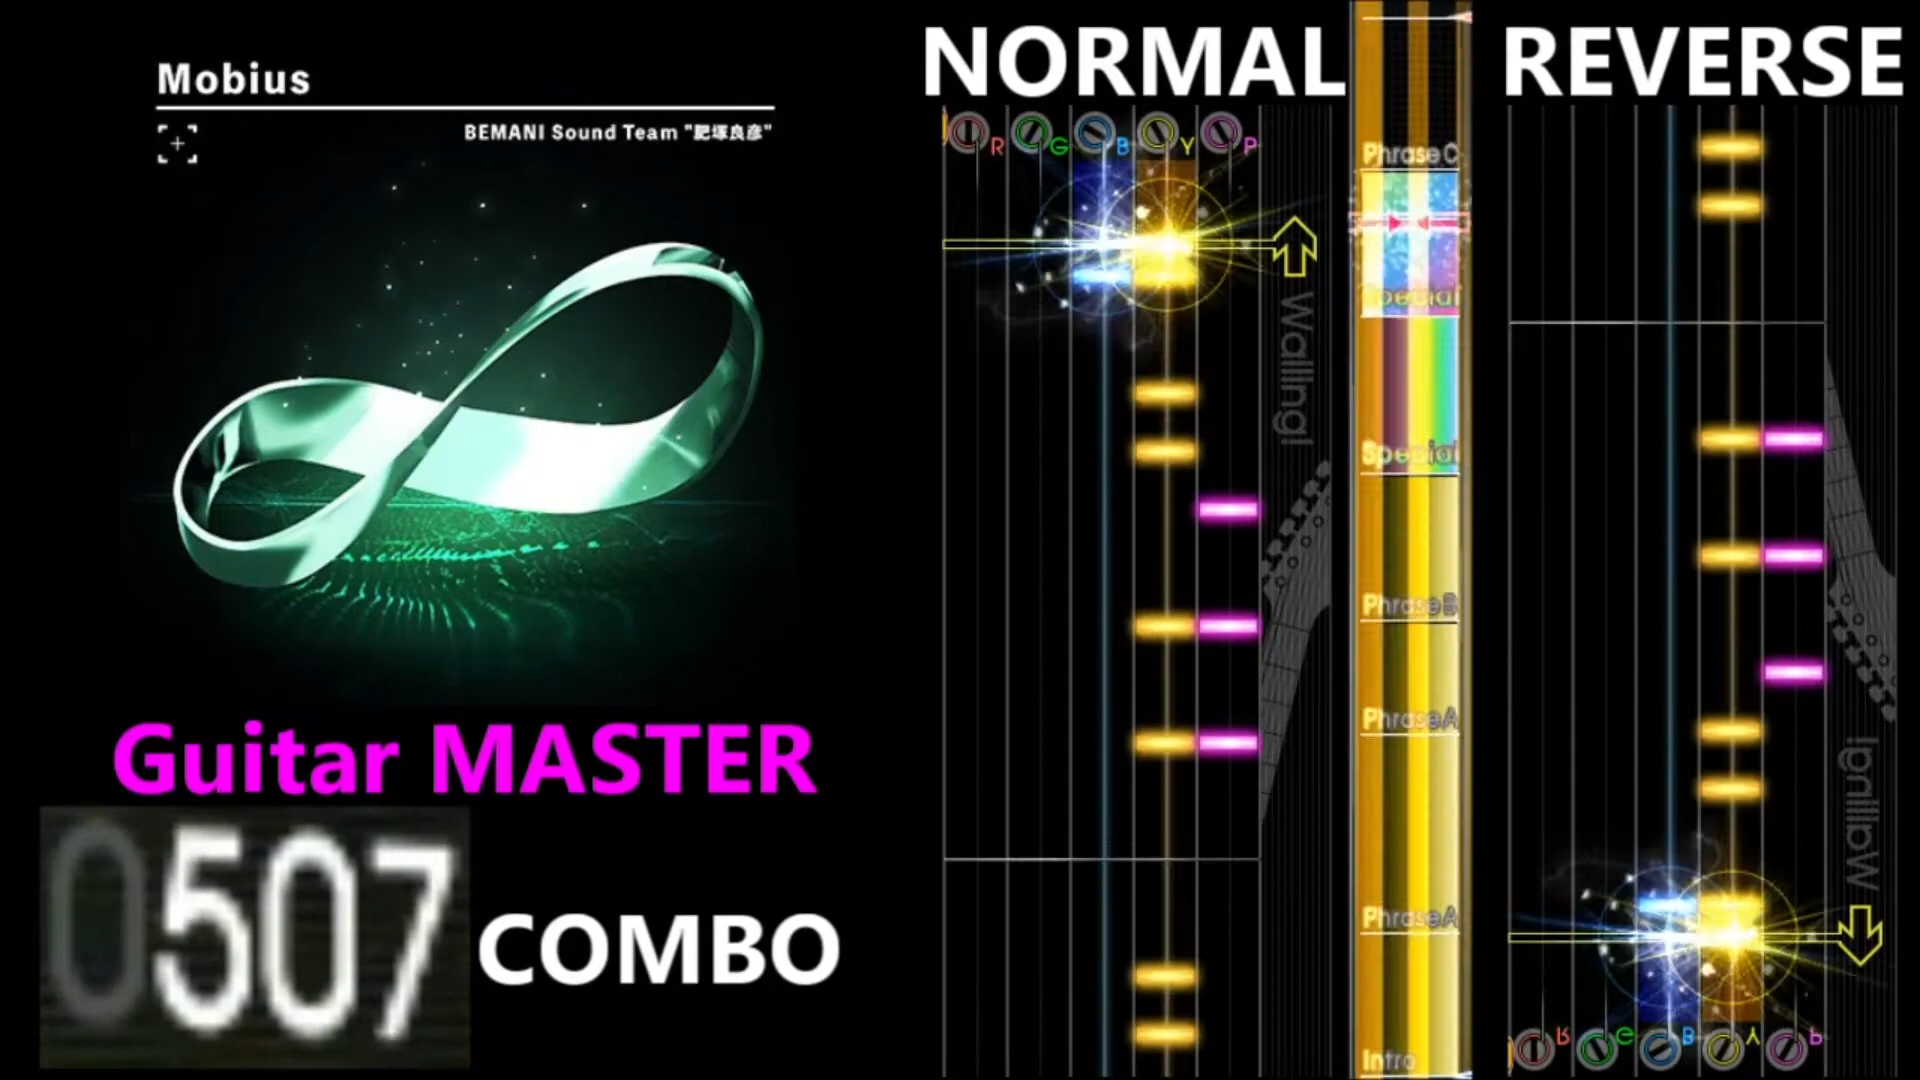 Mobius
BEMANI Sound Team "肥塚良彦"
Guitar MASTER
0507
COMBO
NORMAL
R G B Y P
Wailing!
Phrase C
Special
Special
Phrase B
Phrase A
Phrase A
Intro
REVERSE
Wailing!
R G B Y P